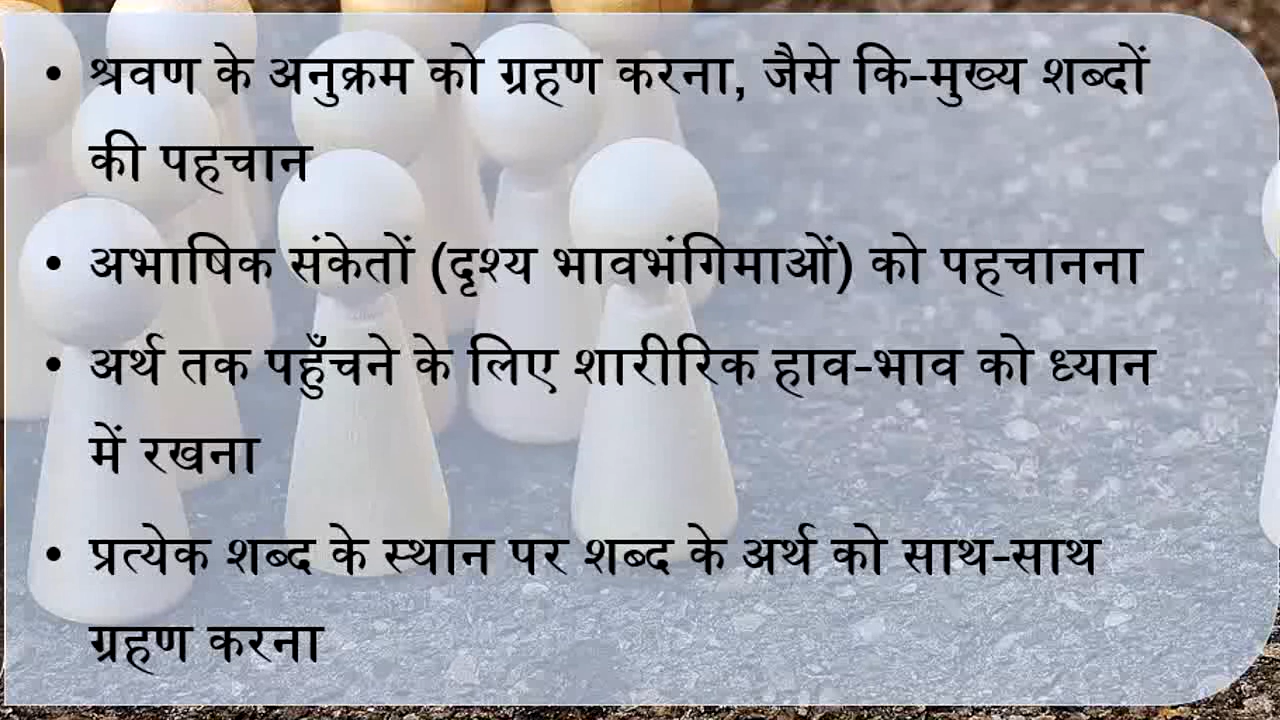 • श्रवण के अनुक्रम को ग्रहण करना, जैसे कि-मुख्य शब्दों
की पहचान
• अभाषिक संकेतों (दृश्य भावभंगिमाओं) को पहचानना
• अर्थ तक पहुँचने के लिए शारीरिक हाव-भाव को ध्यान
में रखना
• प्रत्येक शब्द के स्थान पर शब्द के अर्थ को साथ-साथ
ग्रहण करना